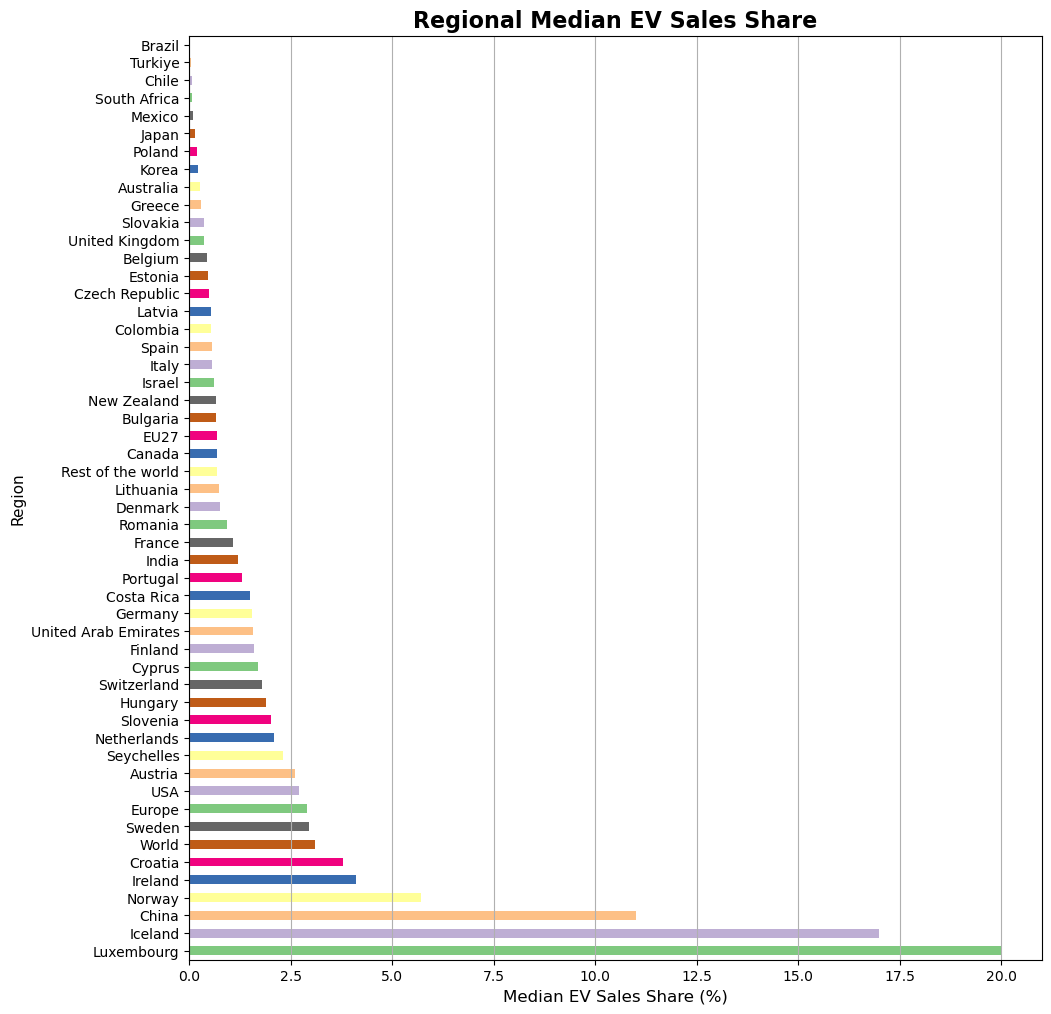 Regional Median EV Sales Share
Brazil
Turkiye
Chile
South Africa
Mexico
Japan
Poland
Korea
Australia
Greece
Slovakia
United Kingdom
Belgium
Estonia
Czech Republic
Latvia
Colombia
Spain
Italy
Israel
New Zealand
Bulgaria
EU27
Canada
Rest of the world
Lithuania
Denmark
Romania
France
India
Portugal
Costa Rica
Germany
United Arab Emirates
Finland
Cyprus
Switzerland
Hungary
Slovenia
Netherlands
Seychelles
Austria
USA
Europe
Sweden
World
Croatia
Ireland
Norway
China
Iceland
Luxembourg
Region
0.0 2.5 5.0 7.5 10.0 12.5 15.0 17.5 20.0
Median EV Sales Share (%)